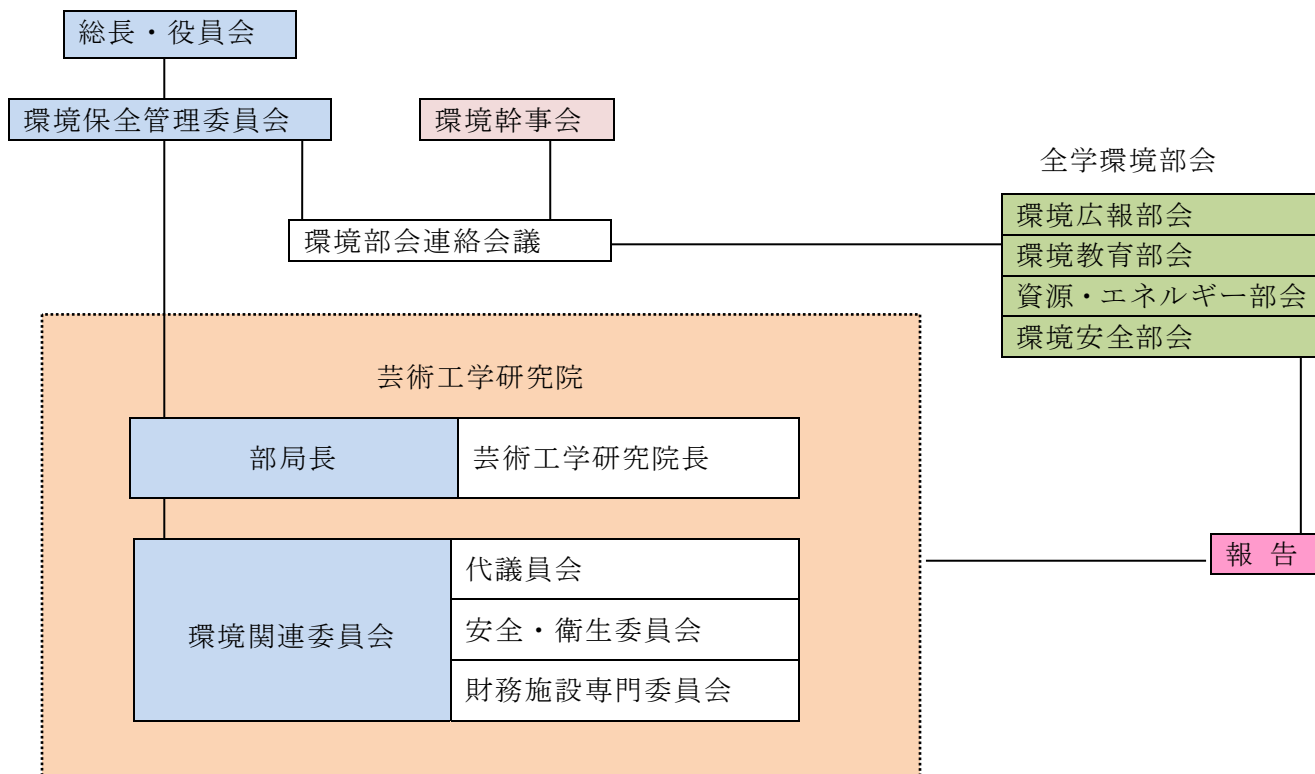 総長・役員会
環境保全管理委員会
環境幹事会
全学環境部会
環境部会連絡会議
環境広報部会
環境教育部会
資源・エネルギー部会
環境安全部会
芸術工学研究院
部局長
芸術工学研究院長
環境関連委員会
代議員会
安全・衛生委員会
財務施設専門委員会
報 告